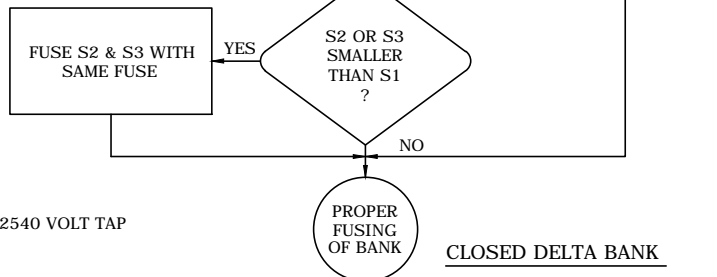 FUSE S2 & S3 WITH
SAME FUSE
YES
S2 OR S3
SMALLER
THAN S1
?
NO
2540 VOLT TAP
PROPER
FUSING
OF BANK
CLOSED DELTA BANK